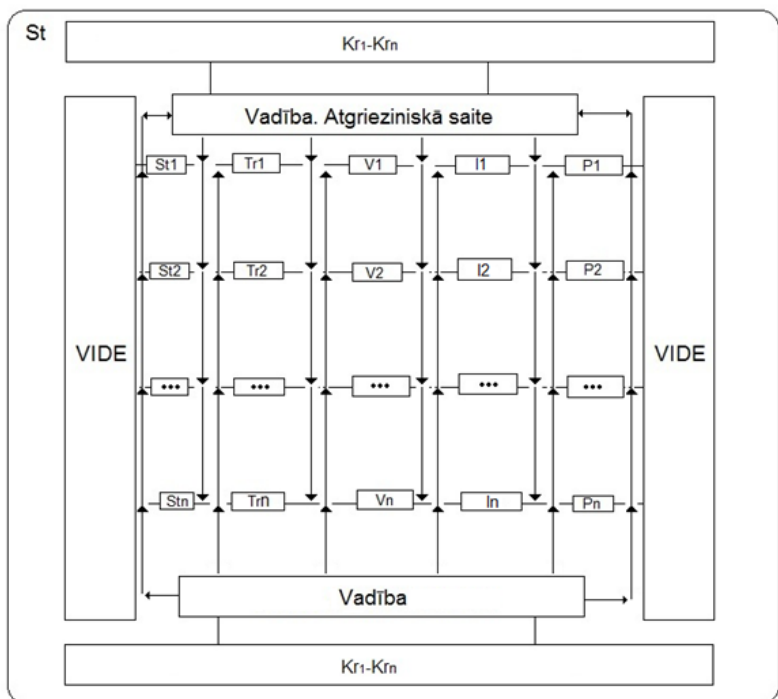 St
Kr₁-Krₙ
Vadība. Atgrieziniskā saite
VIDE
VIDE
St1 Tr1 V1 I1 P1
St2 Tr2 V2 I2 P2
••• ••• ••• ••• •••
Stn Trn Vn In Pn
Vadība
Kr₁-Krₙ